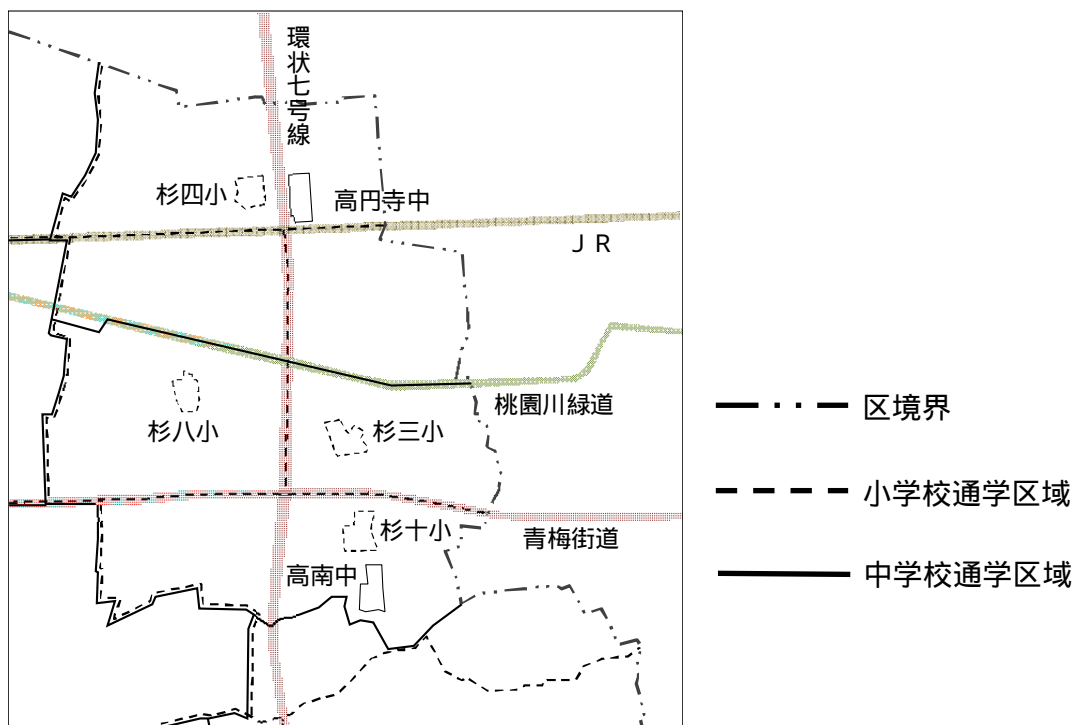 環状七号線
杉四小
高円寺中
ＪＲ
桃園川緑道
杉八小
杉三小
杉十小
青梅街道
高南中
区境界
小学校通学区域
中学校通学区域